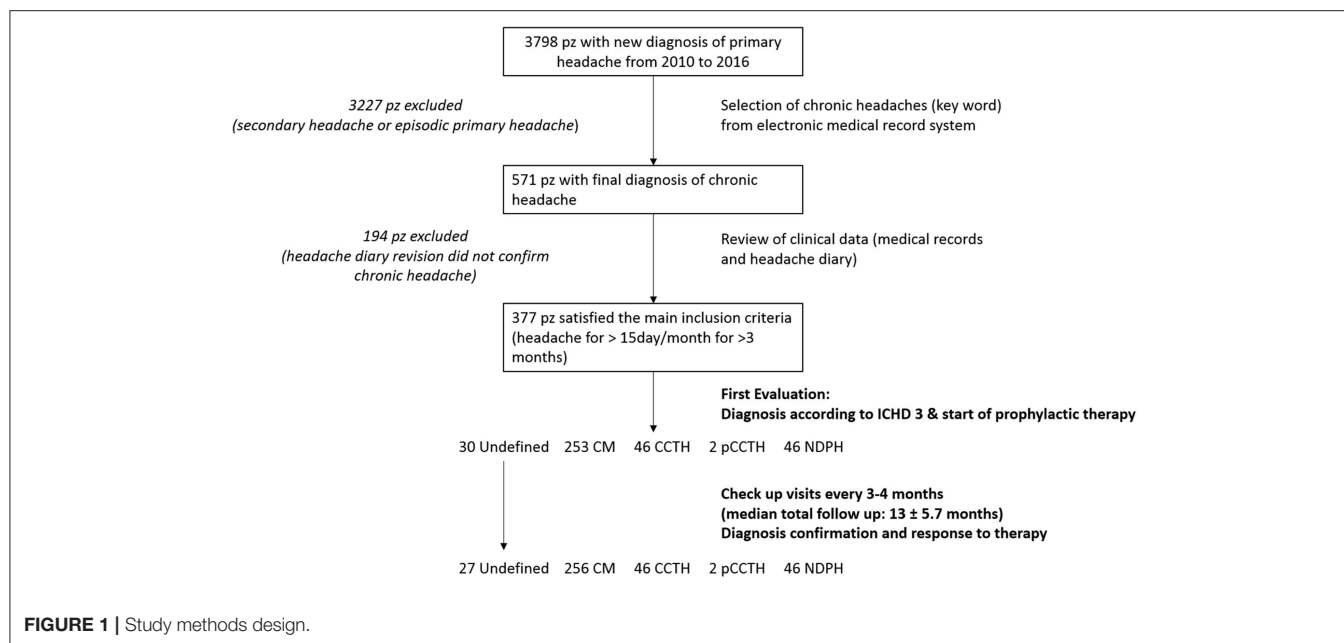 3798 pz with new diagnosis of primary
headache from 2010 to 2016
3227 pz excluded
(secondary headache or episodic primary headache)
Selection of chronic headaches (key word)
from electronic medical record system
571 pz with final diagnosis of chronic
headache
194 pz excluded
(headache diary revision did not confirm
chronic headache)
Review of clinical data (medical records
and headache diary)
377 pz satisfied the main inclusion criteria
(headache for > 15day/month for >3
months)
First Evaluation:
Diagnosis according to ICHD 3 & start of prophylactic therapy
30 Undefined 253 CM 46 CCTH 2 pCCTH 46 NDPH
Check up visits every 3-4 months
(median total follow up: 13 ± 5.7 months)
Diagnosis confirmation and response to therapy
27 Undefined 256 CM 46 CCTH 2 pCCTH 46 NDPH
FIGURE 1 | Study methods design.